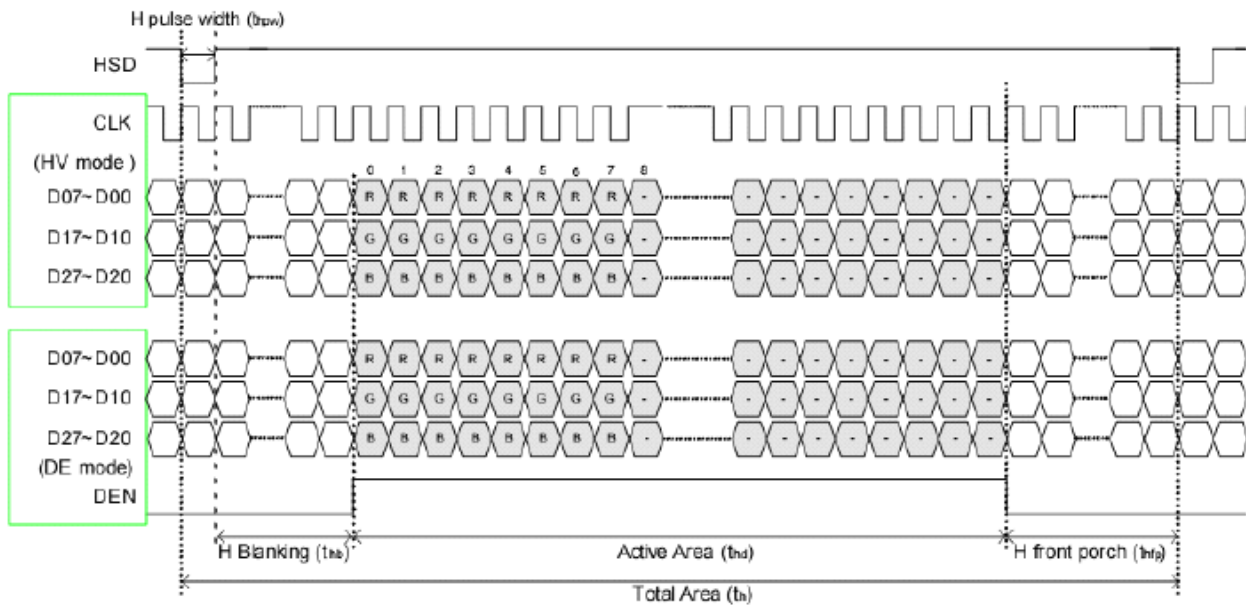 H pulse width (thpw)
HSD
CLK
(HV mode )
0 1 2 3 4 5 6 7 8
D07~D00 R R R R R R R R - - - - - - - - -
D17~D10 G G G G G G G G - - - - - - - - -
D27~D20 B B B B B B B B - - - - - - - - -
D07~D00 R R R R R R R R - - - - - - - - -
D17~D10 G G G G G G G G - - - - - - - - -
D27~D20 B B B B B B B B - - - - - - - - -
(DE mode)
DEN
H Blanking (thb) Active Area (thd) H front porch (thfp)
Total Area (th)